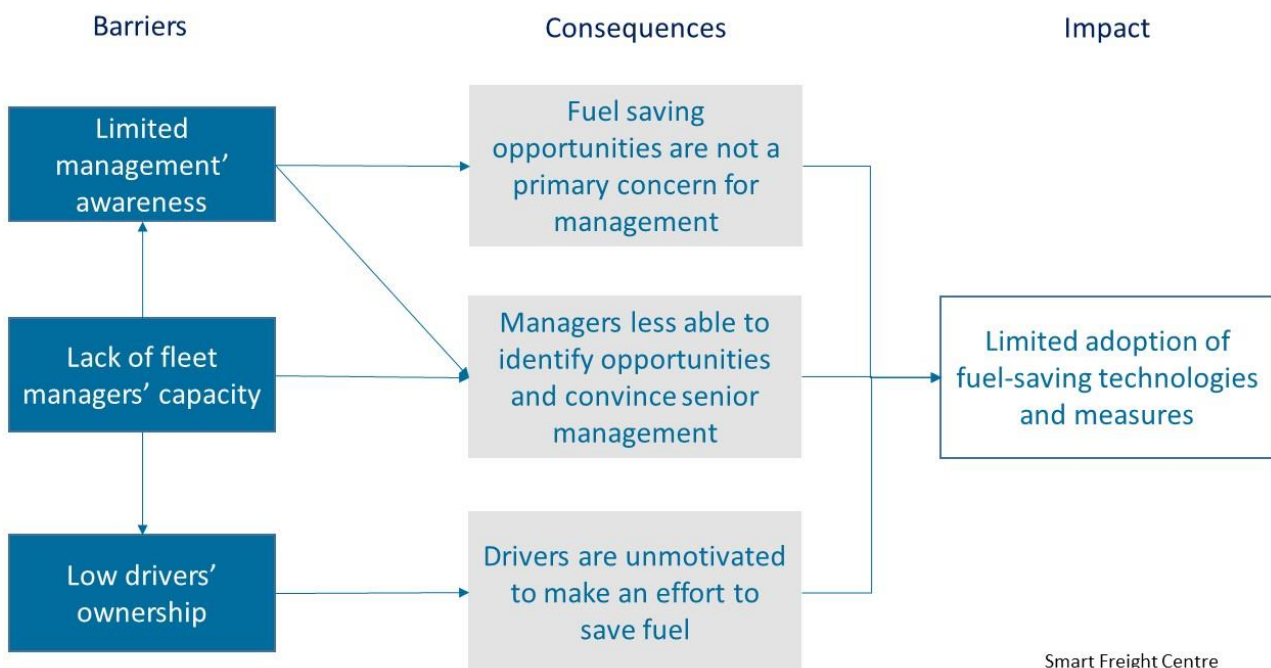 Barriers
Consequences
Impact
Limited
management'
awareness
Fuel saving
opportunities are not a
primary concern for
management
Lack of fleet
managers' capacity
Managers less able to
identify opportunities
and convince senior
management
Limited adoption of
fuel-saving technologies
and measures
Low drivers'
ownership
Drivers are unmotivated
to make an effort to
save fuel
Smart Freight Centre